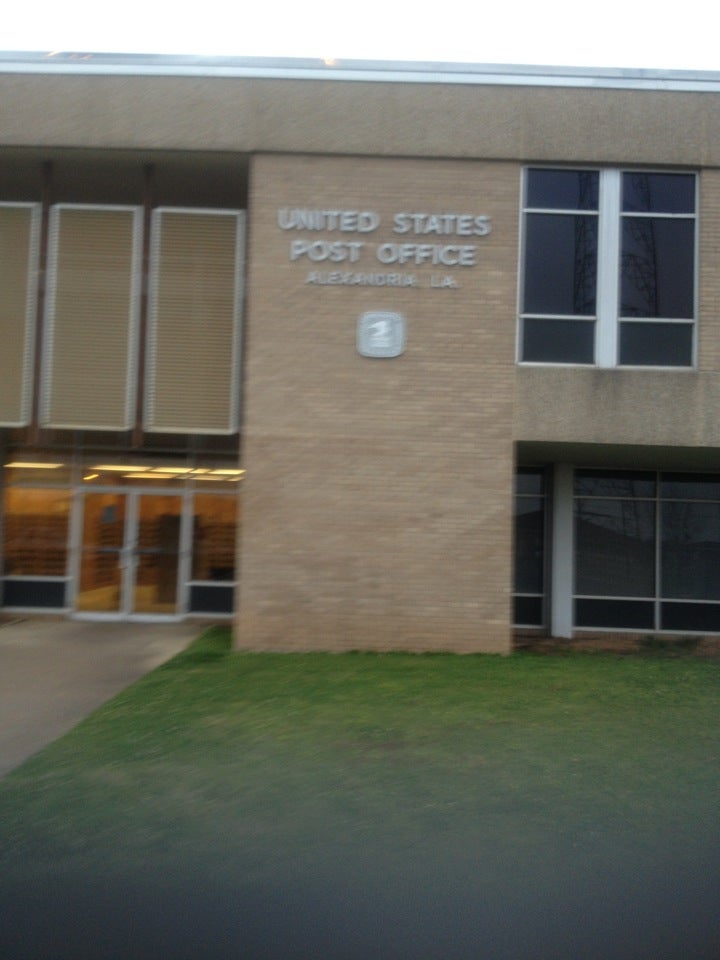 UNITED STATES
POST OFFICE
ALEXANDRIA LA.